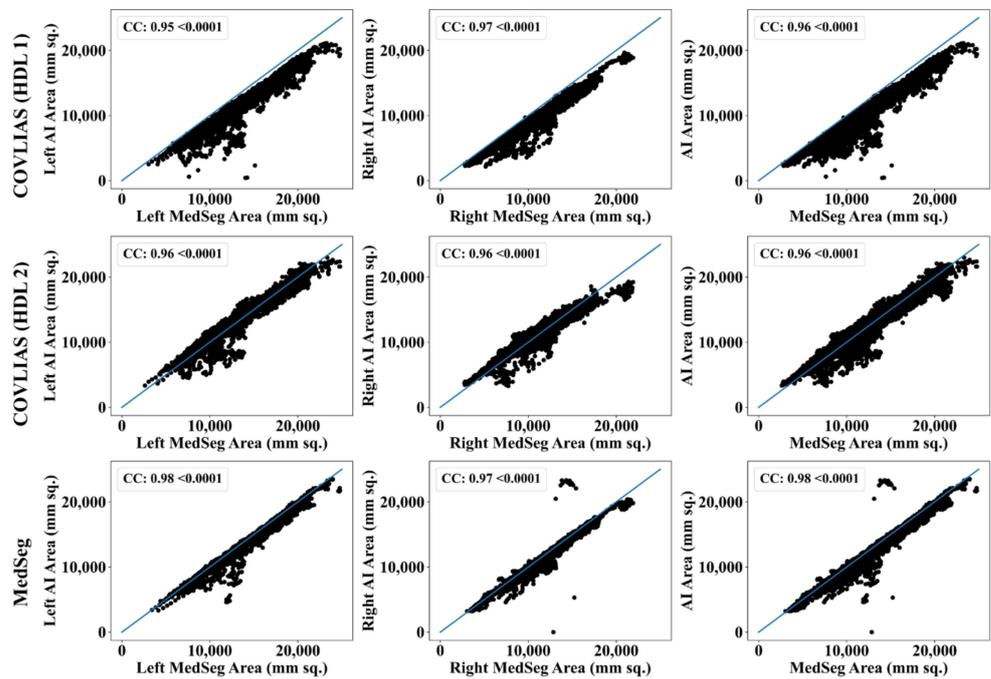 COVLIAS (HDL 1)
Left AI Area (mm sq.)
CC: 0.95 <0.0001
20,000
10,000
0
0 10,000 20,000
Left MedSeg Area (mm sq.)
Right AI Area (mm sq.)
CC: 0.97 <0.0001
20,000
10,000
0
0 10,000 20,000
Right MedSeg Area (mm sq.)
AI Area (mm sq.)
CC: 0.96 <0.0001
20,000
10,000
0
0 10,000 20,000
MedSeg Area (mm sq.)
COVLIAS (HDL 2)
Left AI Area (mm sq.)
CC: 0.96 <0.0001
20,000
10,000
0
0 10,000 20,000
Left MedSeg Area (mm sq.)
Right AI Area (mm sq.)
CC: 0.96 <0.0001
20,000
10,000
0
0 10,000 20,000
Right MedSeg Area (mm sq.)
AI Area (mm sq.)
CC: 0.96 <0.0001
20,000
10,000
0
0 10,000 20,000
MedSeg Area (mm sq.)
MedSeg
Left AI Area (mm sq.)
CC: 0.98 <0.0001
20,000
10,000
0
0 10,000 20,000
Left MedSeg Area (mm sq.)
Right AI Area (mm sq.)
CC: 0.97 <0.0001
20,000
10,000
0
0 10,000 20,000
Right MedSeg Area (mm sq.)
AI Area (mm sq.)
CC: 0.98 <0.0001
20,000
10,000
0
0 10,000 20,000
MedSeg Area (mm sq.)